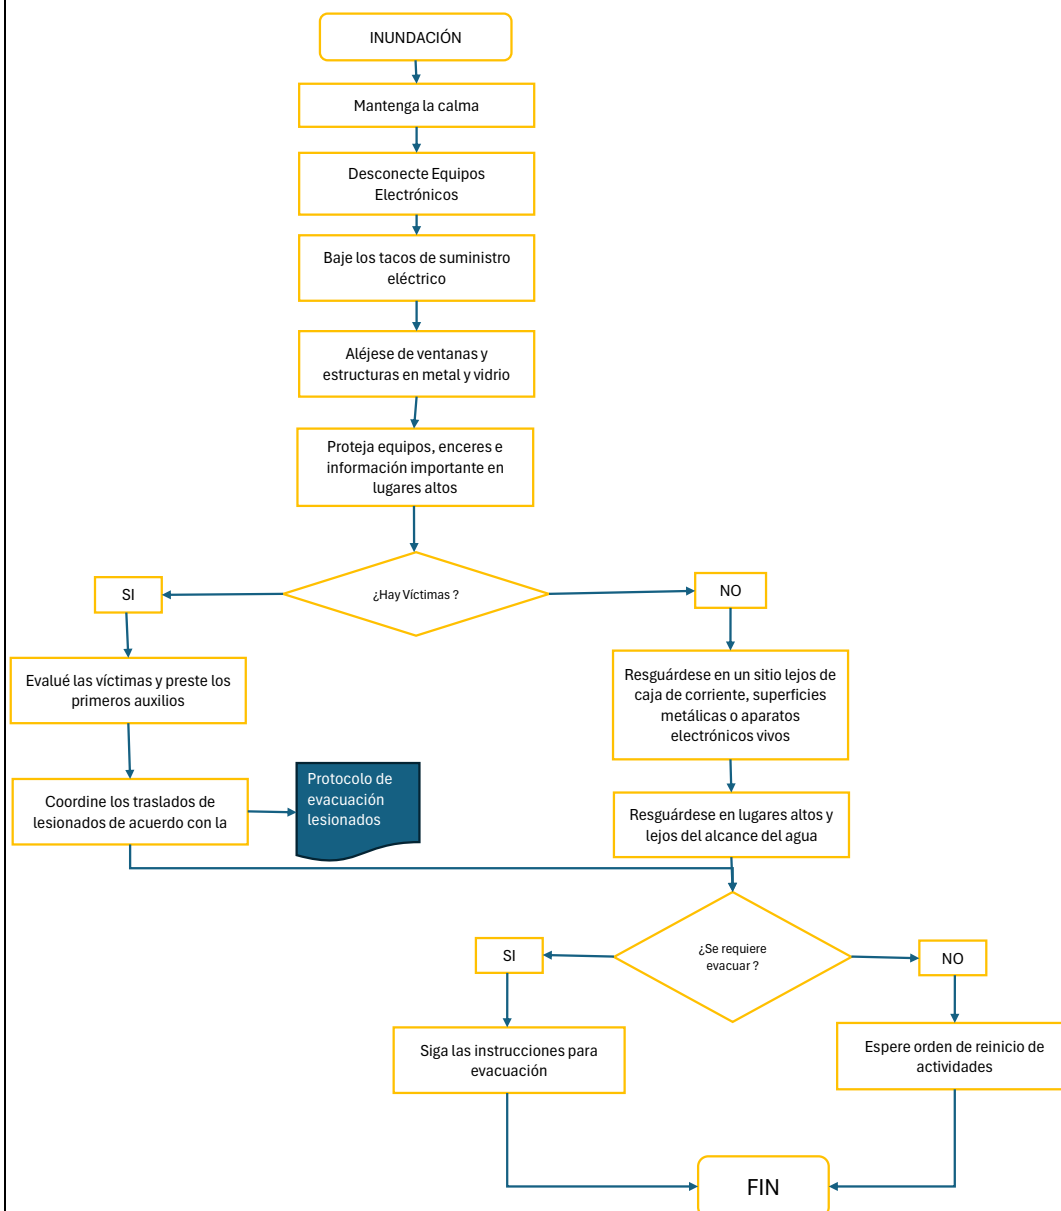 INUNDACIÓN
Mantenga la calma
Desconecte Equipos
Electrónicos
Baje los tacos de suministro
eléctrico
Aléjese de ventanas y
estructuras en metal y vidrio
Proteja equipos, enceres e
información importante en
lugares altos
¿Hay Víctimas ?
SI
NO
Evalué las víctimas y preste los
primeros auxilios
Resguárdese en un sitio lejos de
caja de corriente, superficies
metálicas o aparatos
electrónicos vivos
Coordine los traslados de
lesionados de acuerdo con la
Protocolo de
evacuación
lesionados
Resguárdese en lugares altos y
lejos del alcance del agua
¿Se requiere
evacuar ?
SI
NO
Siga las instrucciones para
evacuación
Espere orden de reinicio de
actividades
FIN